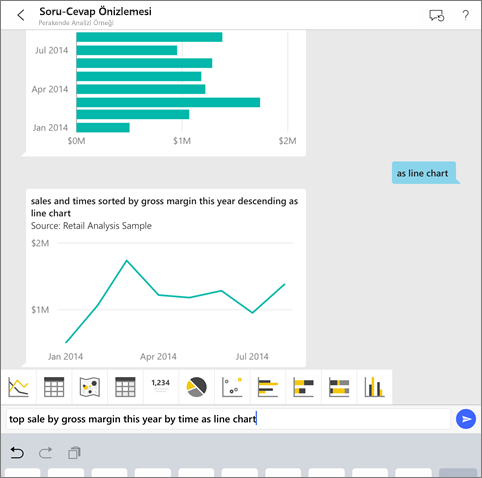 Soru-Cevap Önizlemesi
Perakende Analizi Örneği
?
Jul 2014
Apr 2014
Jan 2014
$0M $1M $2M
as line chart
sales and times sorted by gross margin this year descending as
line chart
Source: Retail Analysis Sample
$2M
$1M
Jan 2014 Apr 2014 Jul 2014
1,234
top sale by gross margin this year by time as line chart